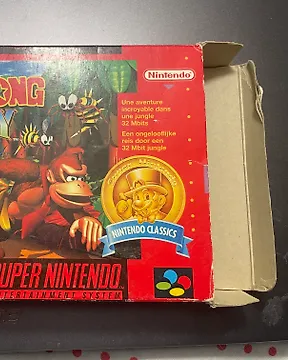 ONG
Y
Nintendo
Une aventure
incroyable dans
une jungle
32 Mbits
Een ongelooflijke
reis door een
32 Mbit jungle
NINTENDO CLASSICS
SUPER NINTENDO
ENTERTAINMENT SYSTEM